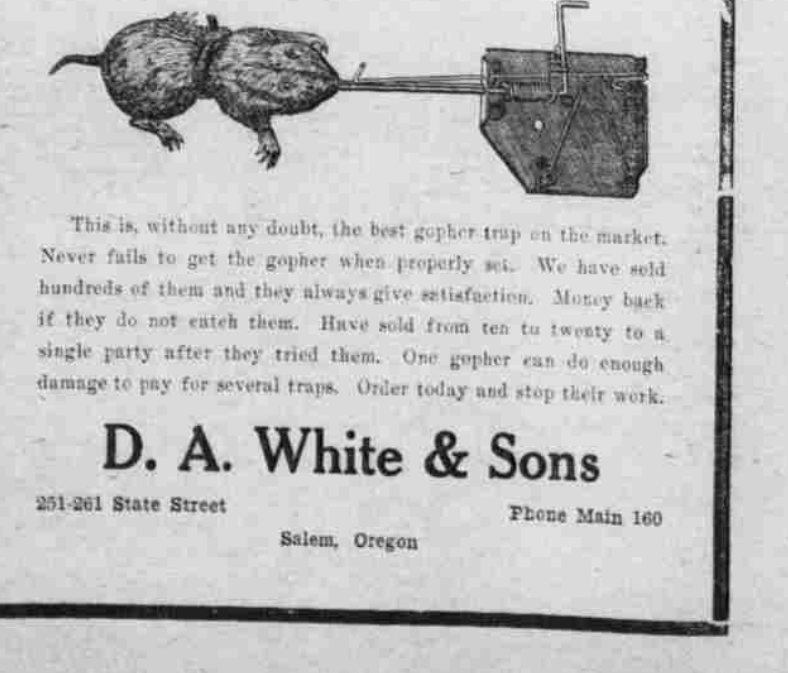 This is, without any doubt, the best gopher trap on the market.
Never fails to get the gopher when properly set. We have sold
hundreds of them and they always give satisfaction. Money back
if they do not catch them. Have sold from ten to twenty to a
single party after they tried them. One gopher can do enough
damage to pay for several traps. Order today and stop their work.
D. A. White & Sons
251-261 State Street
Phone Main 160
Salem, Oregon